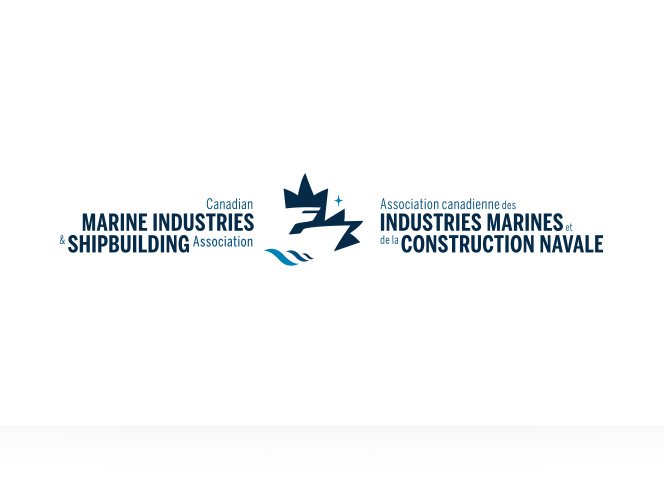 Canadian
MARINE INDUSTRIES
& SHIPBUILDING Association
Association canadienne des
INDUSTRIES MARINES et
de la CONSTRUCTION NAVALE